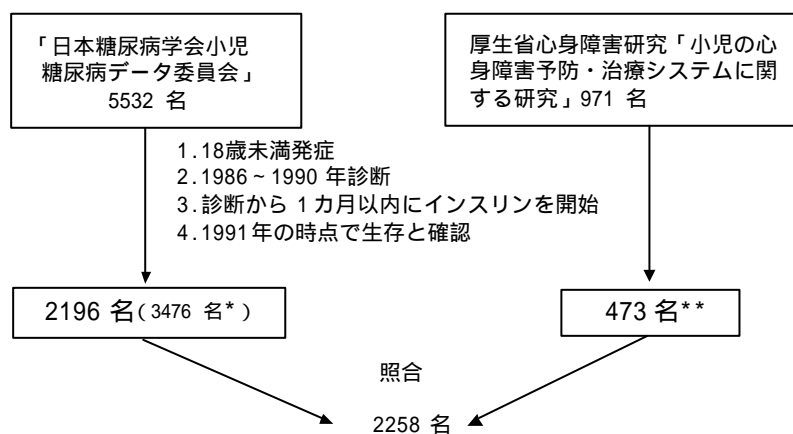 「日本糖尿病学会小児
糖尿病データ委員会」
5532 名
厚生省心身障害研究「小児の心
身障害予防・治療システムに関
する研究」971 名
1.18歳未満発症
2.1986~1990 年診断
3.診断から 1カ月以内にインスリンを開始
4.1991年の時点で生存と確認
2196 名(3476 名*)
473 名**
照合
2258 名